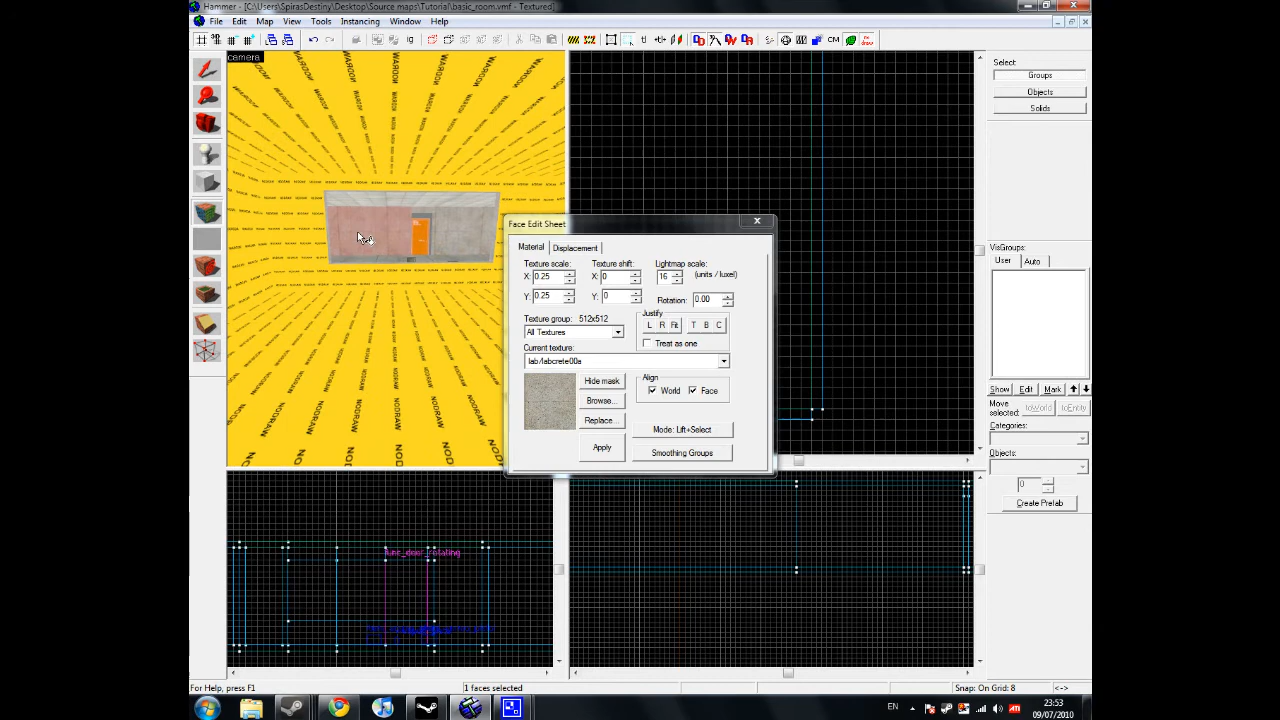 Hammer - [C:\Users\SpirasDestiny\Desktop\Source maps\Tutorial\basic_room.vmf - Textured]
File Edit Map View Tools Instancing Window Help
camera
Select:
Groups
Objects
Solids
NODRAW
Face Edit Sheet
Material Displacement
Texture scale: Texture shift: Lightmap scale:
X: 0.25 X: 0 16 (units / luxel)
Y: 0.25 Y: 0 Rotation: 0.00
Texture group: 512x512 Justify
All Textures L R Fit T B C
Treat as one
Current texture:
lab/labcrete00a
Align
Hide mask World Face
Browse...
Replace...
Mode: Lift+Select
Apply
Smoothing Groups
VisGroups:
User Auto
Show Edit Mark
Move selected: toWorld toEntity
Categories:
Objects:
0
Create Prefab
func_door_rotating
For Help, press F1 1 faces selected Snap: On Grid: 8 <->
EN 23:53
09/07/2010